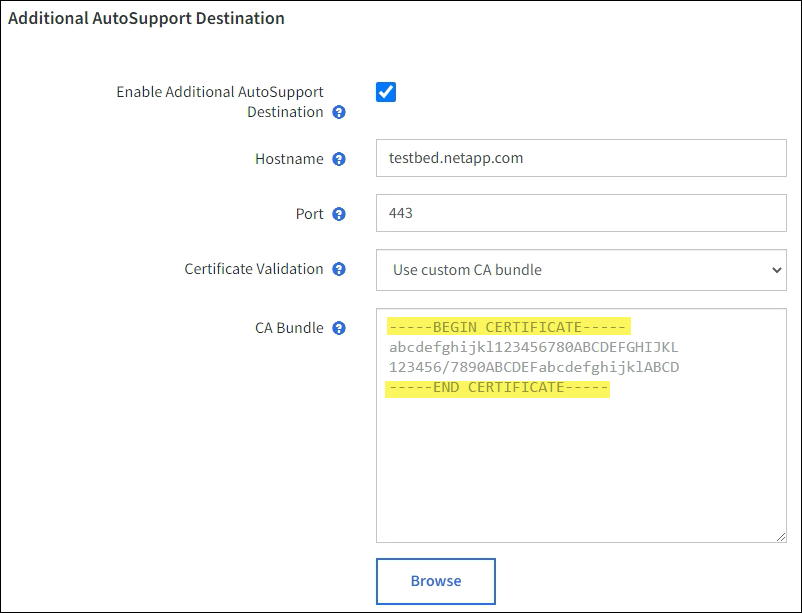 Additional AutoSupport Destination
Enable Additional AutoSupport
Destination ?
Hostname ?
testbed.netapp.com
Port ?
443
Certificate Validation ?
Use custom CA bundle
CA Bundle ?
-----BEGIN CERTIFICATE-----
abcdefghijkl123456780ABCDEFGHIJKL
123456/7890ABCDEFabcdefghijklABCD
-----END CERTIFICATE-----
Browse